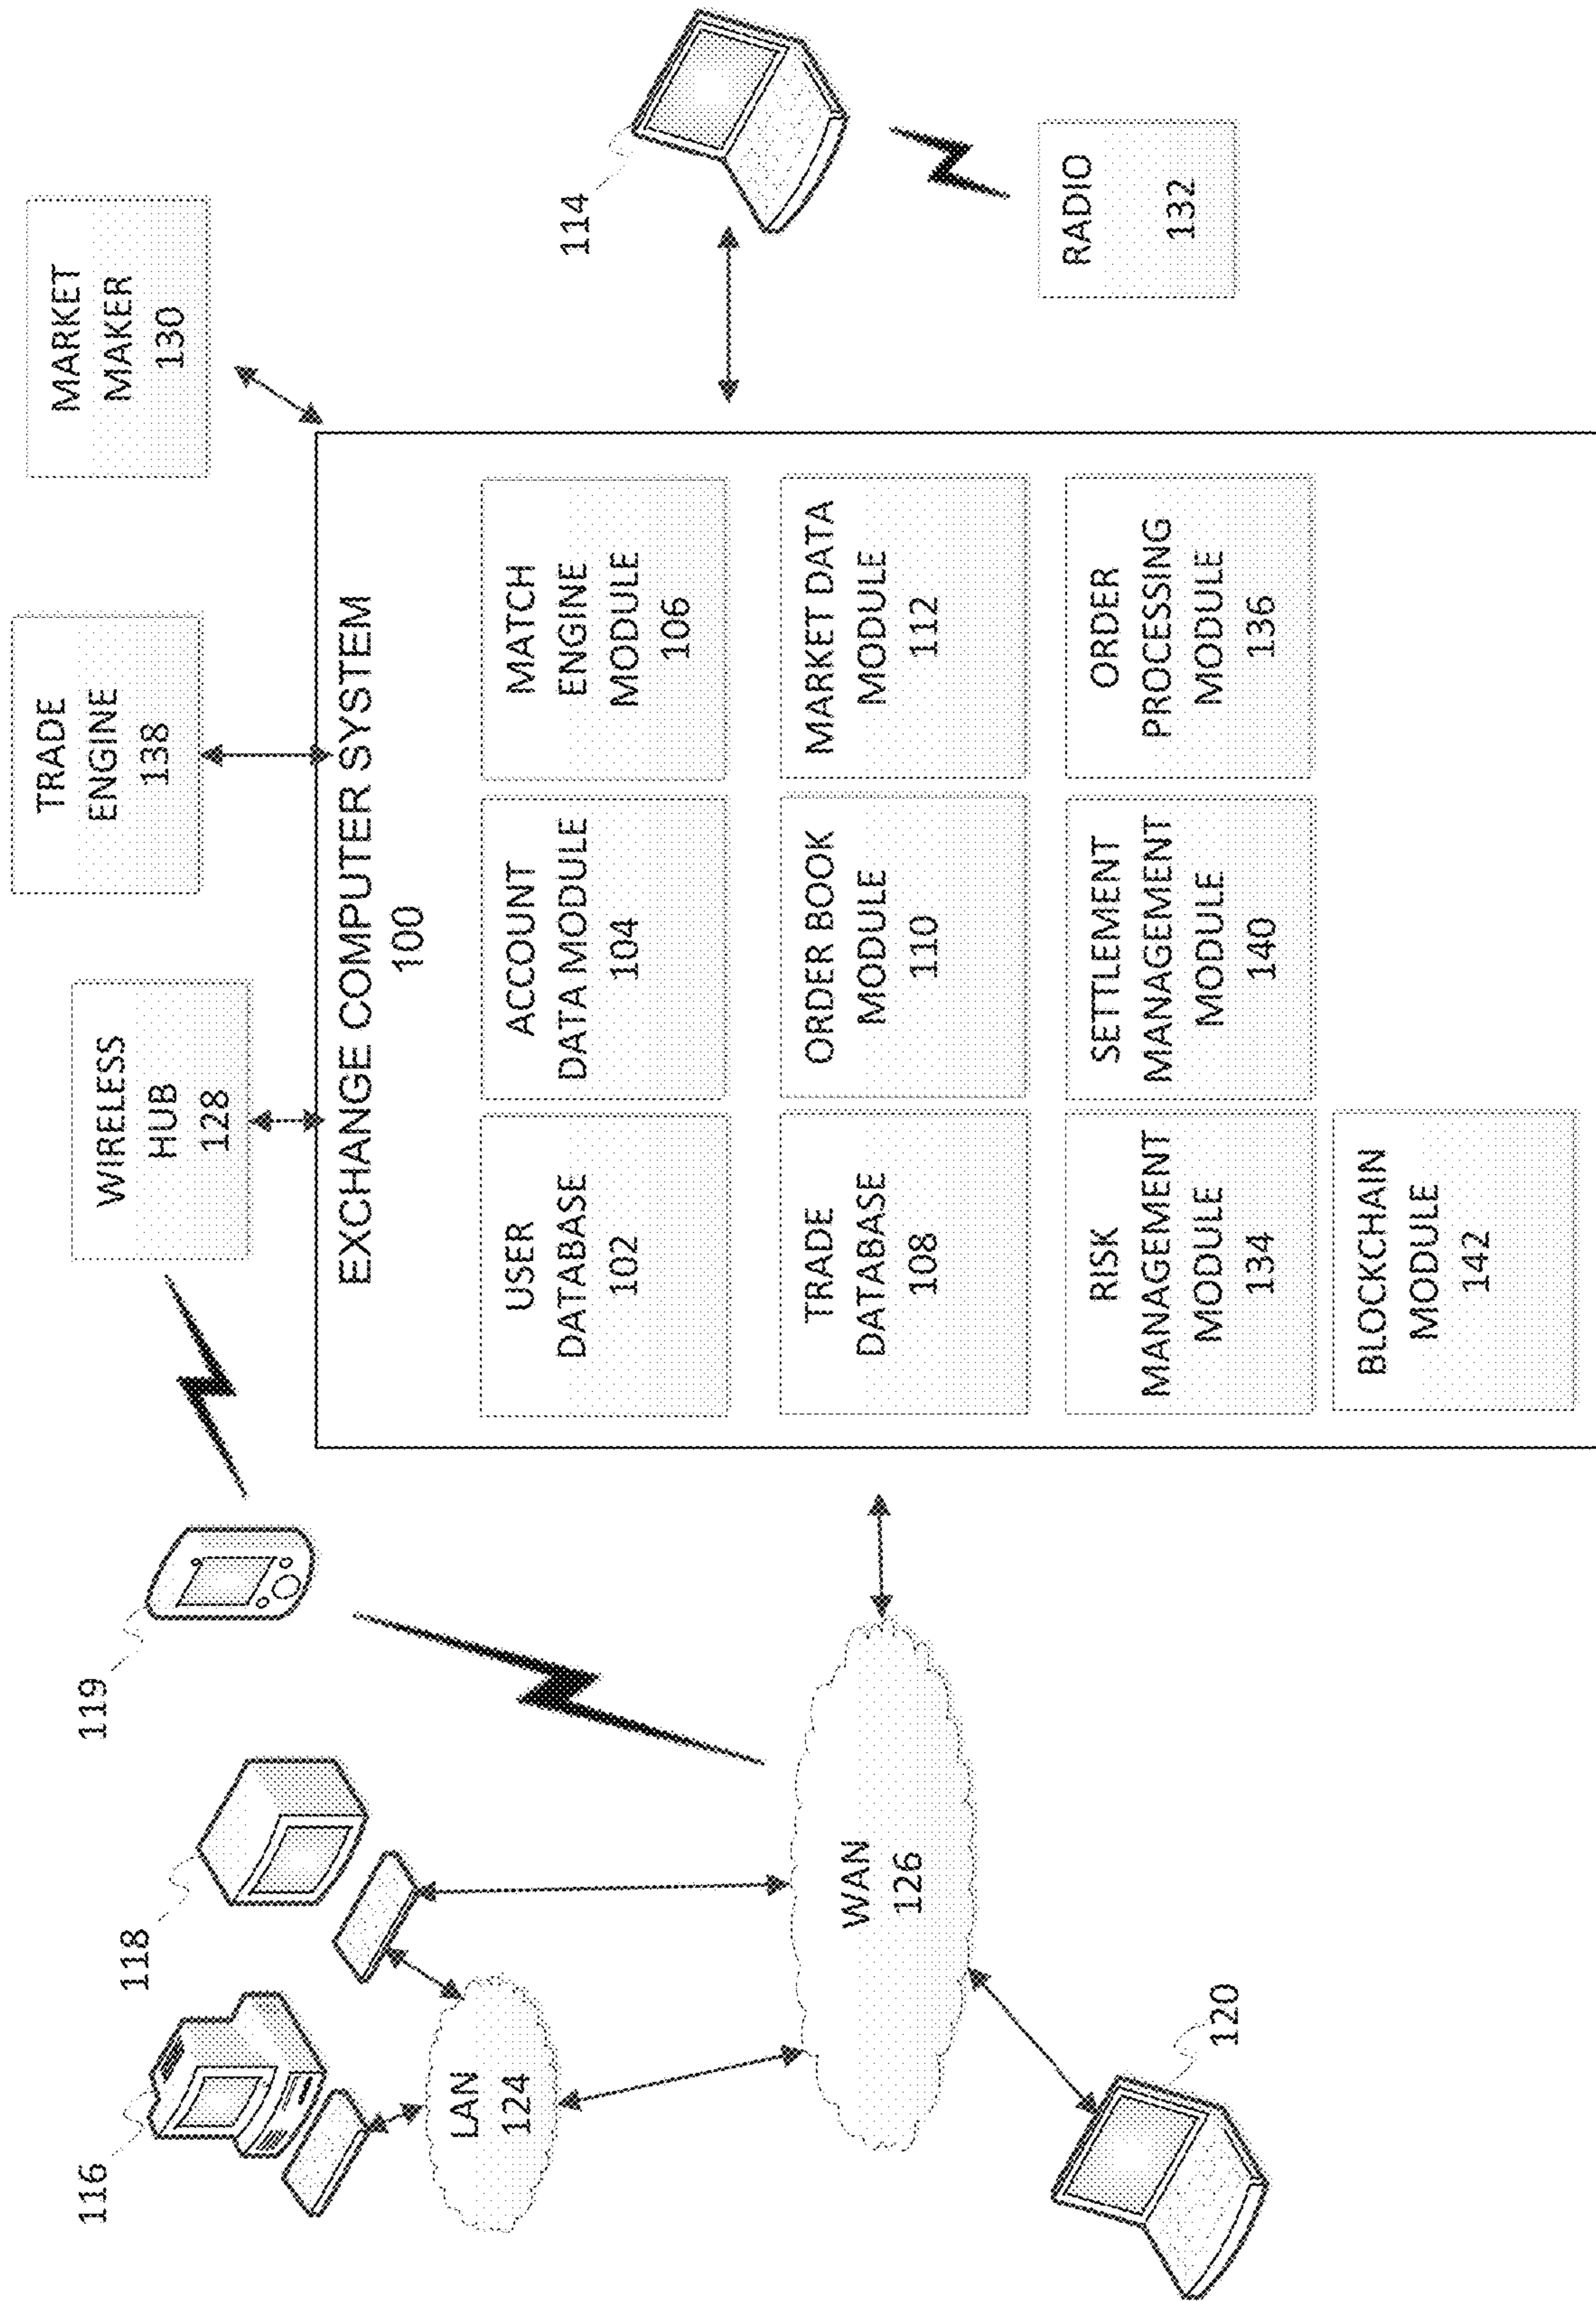 WIRELESS
HUB
128
TRADE
ENGINE
138
MARKET
MAKER
130
116
118
119
114
EXCHANGE COMPUTER SYSTEM
100
USER
DATABASE
102
ACCOUNT
DATA MODULE
104
MATCH
ENGINE
MODULE
106
TRADE
DATABASE
108
ORDER BOOK
MODULE
110
MARKET DATA
MODULE
112
RISK
MANAGEMENT
MODULE
134
SETTLEMENT
MANAGEMENT
MODULE
140
ORDER
PROCESSING
MODULE
136
BLOCKCHAIN
MODULE
142
LAN
124
WAN
126
120
RADIO
132